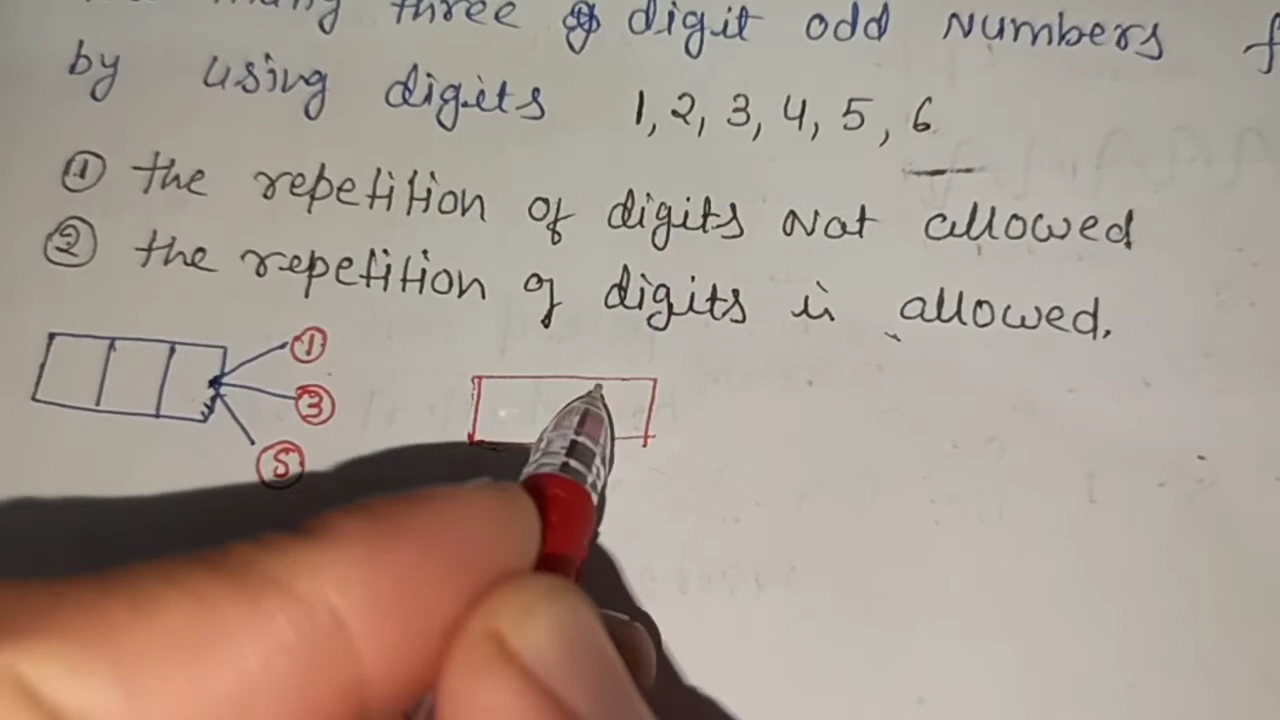 many three digit odd Numbers
by using digits 1, 2, 3, 4, 5, 6
① the repetition of digits Not allowed
② the repetition of digits is allowed.
①
③
⑤